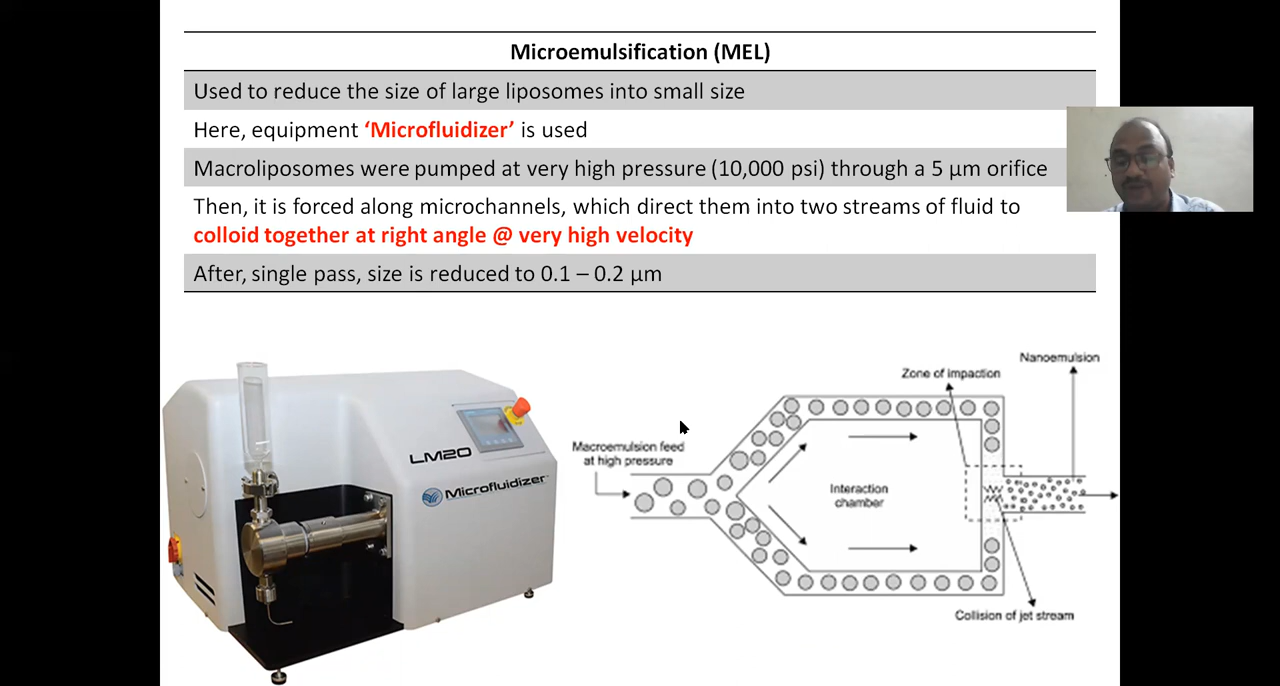 Microemulsification (MEL)
Used to reduce the size of large liposomes into small size
Here, equipment ‘Microfluidizer’ is used
Macroliposomes were pumped at very high pressure (10,000 psi) through a 5 µm orifice
Then, it is forced along microchannels, which direct them into two streams of fluid to
colloid together at right angle @ very high velocity
After, single pass, size is reduced to 0.1 – 0.2 µm
LM20
Microfluidizer
Macroemulsion feed
at high pressure
Interaction
chamber
Zone of impaction
Nanoemulsion
Collision of jet stream